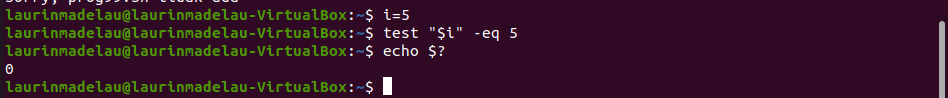 laurinmadelau@laurinmadelau-VirtualBox:~$ i=5
laurinmadelau@laurinmadelau-VirtualBox:~$ test "$i" -eq 5
laurinmadelau@laurinmadelau-VirtualBox:~$ echo $?
0
laurinmadelau@laurinmadelau-VirtualBox:~$